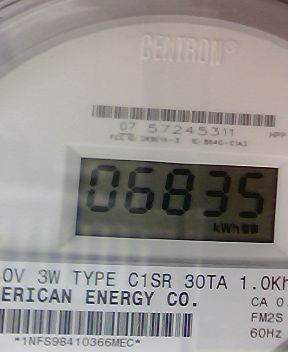 CENTRON®
07 57245311
06835
kWh
0V 3W TYPE C1SR 30TA 1.0Kh
ERICAN ENERGY CO.
CA 0.
FM2S
60Hz
*1NFS98410366MEC*